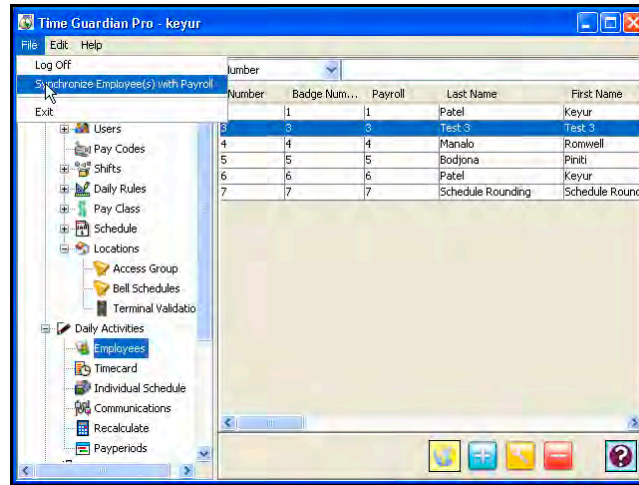 Time Guardian Pro - keyur
File Edit Help
Log Off
Synchronize Employee(s) with Payroll
Exit
Number Badge Num... Payroll Last Name First Name
1 1 Patel Keyur
3 3 3 Test 3 Test 3
4 4 4 Manalo Romwell
5 5 5 Bodjona Piniti
6 6 6 Patel Keyur
7 7 7 Schedule Rounding Schedule Round
Users
Pay Codes
Shifts
Daily Rules
Pay Class
Schedule
Locations
Access Group
Bell Schedules
Terminal Validatio
Daily Activities
Employees
Timecard
Individual Schedule
Communications
Recalculate
Payperiods